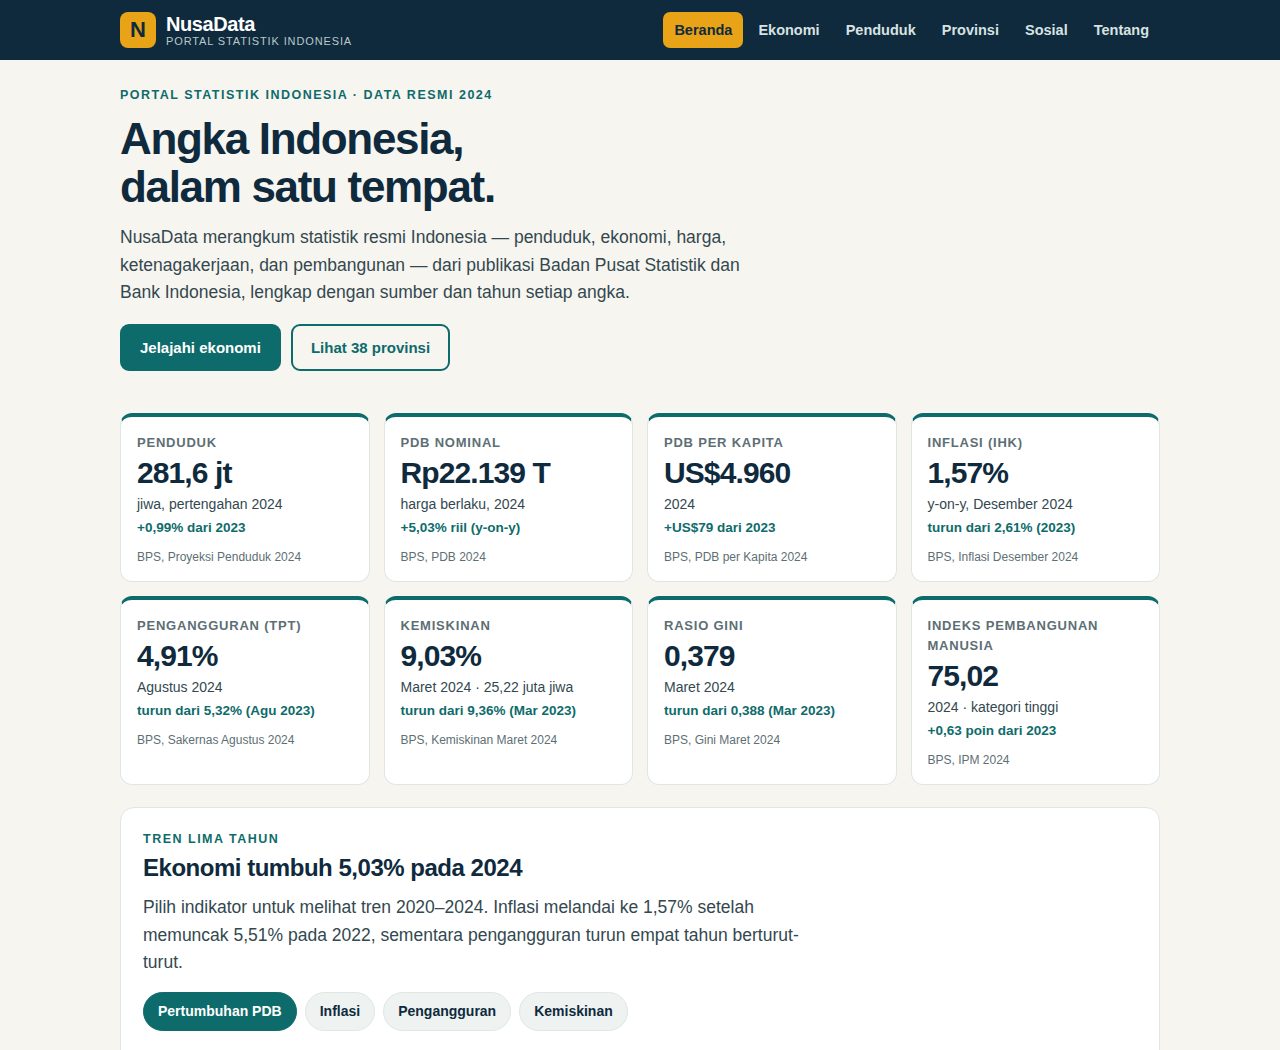 N
NusaData
PORTAL STATISTIK INDONESIA
Beranda
Ekonomi
Penduduk
Provinsi
Sosial
Tentang
PORTAL STATISTIK INDONESIA · DATA RESMI 2024
Angka Indonesia,
dalam satu tempat.
NusaData merangkum statistik resmi Indonesia — penduduk, ekonomi, harga,
ketenagakerjaan, dan pembangunan — dari publikasi Badan Pusat Statistik dan
Bank Indonesia, lengkap dengan sumber dan tahun setiap angka.
Jelajahi ekonomi
Lihat 38 provinsi
PENDUDUK
281,6 jt
jiwa, pertengahan 2024
+0,99% dari 2023
BPS, Proyeksi Penduduk 2024
PDB NOMINAL
Rp22.139 T
harga berlaku, 2024
+5,03% riil (y-on-y)
BPS, PDB 2024
PDB PER KAPITA
US$4.960
2024
+US$79 dari 2023
BPS, PDB per Kapita 2024
INFLASI (IHK)
1,57%
y-on-y, Desember 2024
turun dari 2,61% (2023)
BPS, Inflasi Desember 2024
PENGANGGURAN (TPT)
4,91%
Agustus 2024
turun dari 5,32% (Agu 2023)
BPS, Sakernas Agustus 2024
KEMISKINAN
9,03%
Maret 2024 · 25,22 juta jiwa
turun dari 9,36% (Mar 2023)
BPS, Kemiskinan Maret 2024
RASIO GINI
0,379
Maret 2024
turun dari 0,388 (Mar 2023)
BPS, Gini Maret 2024
INDEKS PEMBANGUNAN
MANUSIA
75,02
2024 · kategori tinggi
+0,63 poin dari 2023
BPS, IPM 2024
TREN LIMA TAHUN
Ekonomi tumbuh 5,03% pada 2024
Pilih indikator untuk melihat tren 2020–2024. Inflasi melandai ke 1,57% setelah
memuncak 5,51% pada 2022, sementara pengangguran turun empat tahun berturut-
turut.
Pertumbuhan PDB
Inflasi
Pengangguran
Kemiskinan